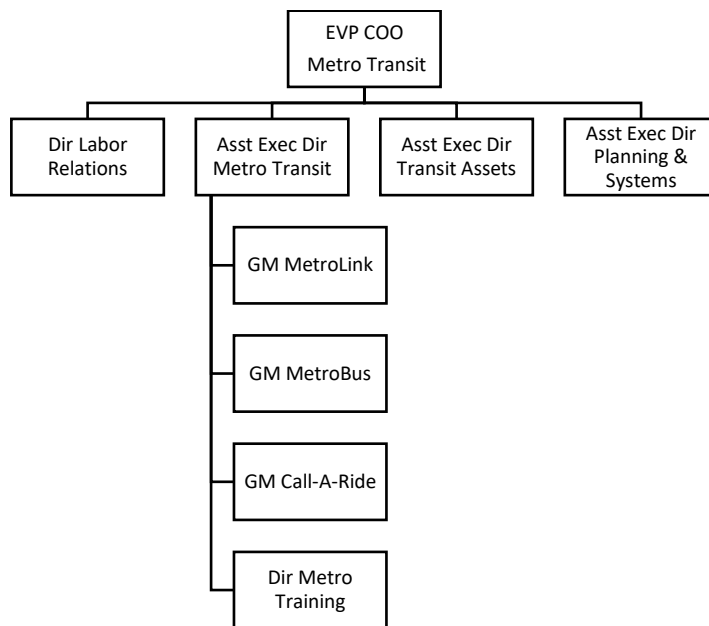 EVP COO
Metro Transit
Dir Labor
Relations
Asst Exec Dir
Metro Transit
Asst Exec Dir
Transit Assets
Asst Exec Dir
Planning &
Systems
GM MetroLink
GM MetroBus
GM Call-A-Ride
Dir Metro
Training